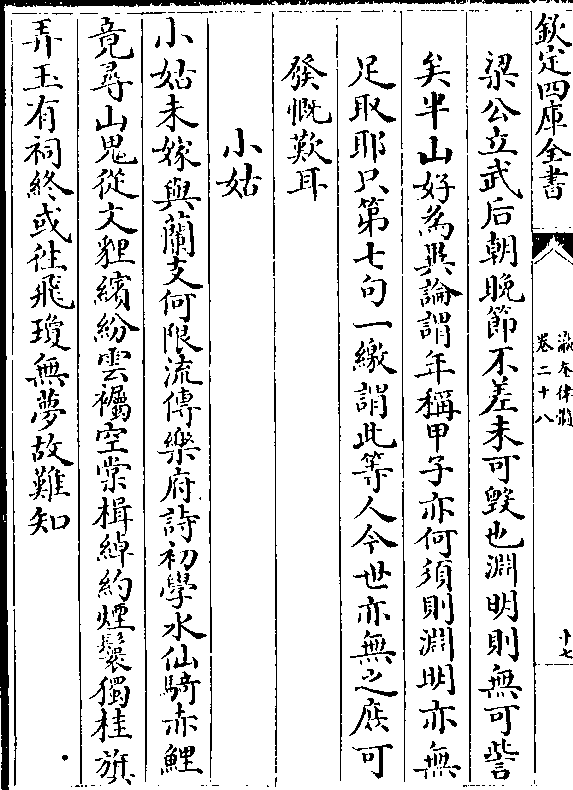 欽定四庫全書
瀛奎律髓
卷二十八
十七
梁公立武后朝晚節不差未可毀也淵明則無可訾
矣半山好為異論謂年稱甲子亦何須則淵明亦無
足取耶只第七句一繳謂此等人今世亦無之庶可
發慨歎耳
小姑
小姑未嫁與蘭支何限流傳樂府詩初學水仙騎赤鯉
竟尋山鬼從文貍繽紛雲襡空棠楫綽約煙鬟獨桂旗
弄玉有祠終或往飛瓊無夢故難知